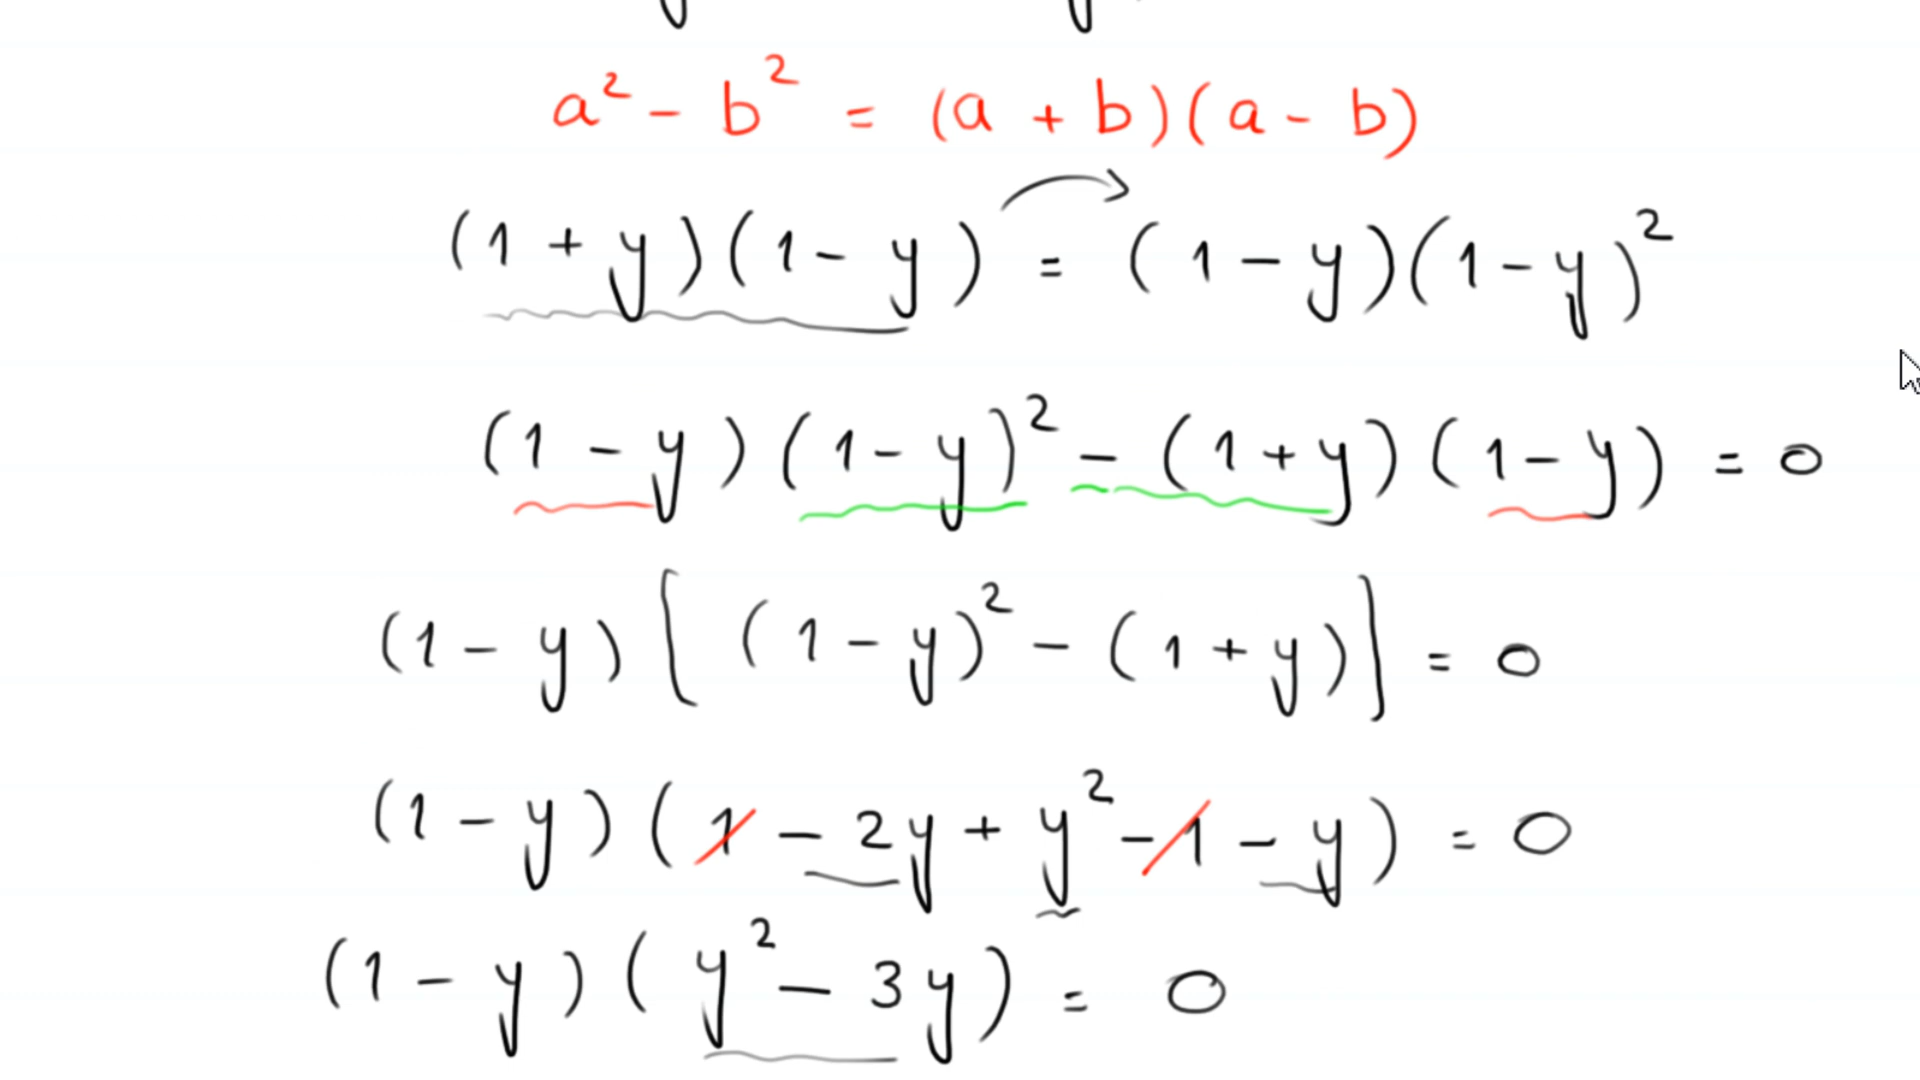 a² - b² = (a + b)(a - b)
(1 + y)(1 - y) = (1 - y)(1 - y)²
(1 - y)(1 - y)² - (1 + y)(1 - y) = 0
(1 - y)[(1 - y)² - (1 + y)] = 0
(1 - y)(1 - 2y + y² - 1 - y) = 0
(1 - y)(y² - 3y) = 0